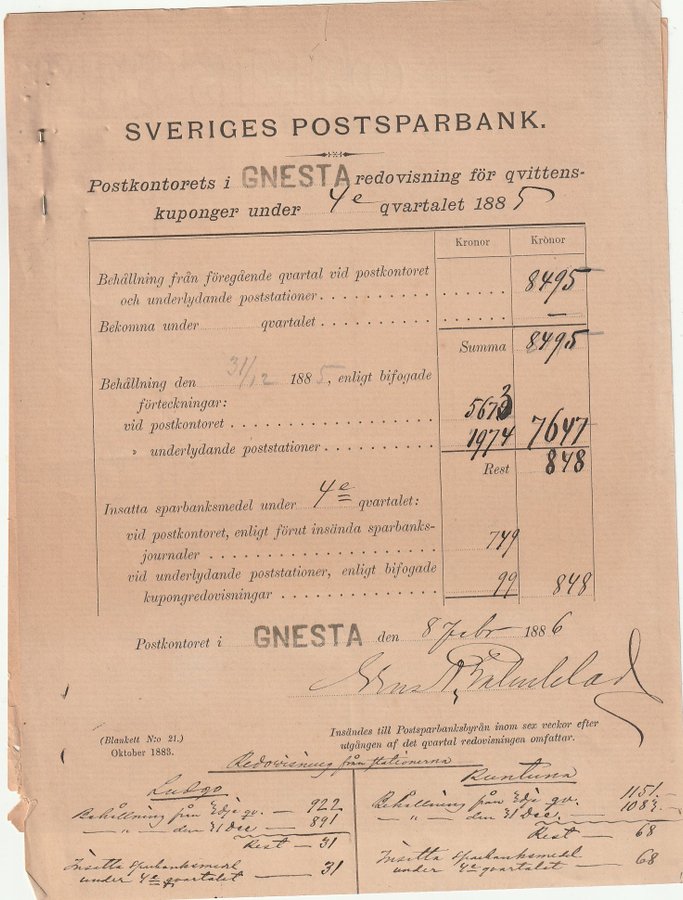 SVERIGES POSTSPARBANK.
Postkontorets i GNESTA redovisning för qvittens-
kuponger under 4e qvartalet 1885
Kronor Kronor
Behållning från föregående qvartal vid postkontoret
och underlydande poststationer . . . . . . . . . . . . . . . . 8495
Bekomna under qvartalet . . . . . . . . . . . . . . . . —
Summa 8495
Behållning den 31/12 1885, enligt bifogade
förteckningar:
vid postkontoret . . . . . . . . . . . . . . . . 5673
» underlydande poststationer . . . . . . . . . . 1974 7647
Rest 848
Insatta sparbanksmedel under 4e qvartalet:
vid postkontoret, enligt förut insända sparbanks-
journaler . . . . . . . . . . . . . . . . . 749
vid underlydande poststationer, enligt bifogade
kupongredovisningar . . . . . . . . . . . . 99 848
Postkontoret i GNESTA den 8 Febr 1886
(Blankett N:o 21.)
Oktober 1883.
Insändes till Postsparbanksbyrån inom sex veckor efter
utgången af det qvartal redovisningen omfattar.
Redovisning från stationerna
Ludgo
Behållning från 3dje qv. — 922
— „ — den 31 Dec — 891
Rest — 31
Insatta Sparbanksmedel
under 4e qvartalet — 31
Runtuna
Behållning från 3dje qv. 1151.
— „ — den 31 Dec. 1083.
Rest — 68
Insatta Sparbanksmedel
under 4e qvartalet — 68